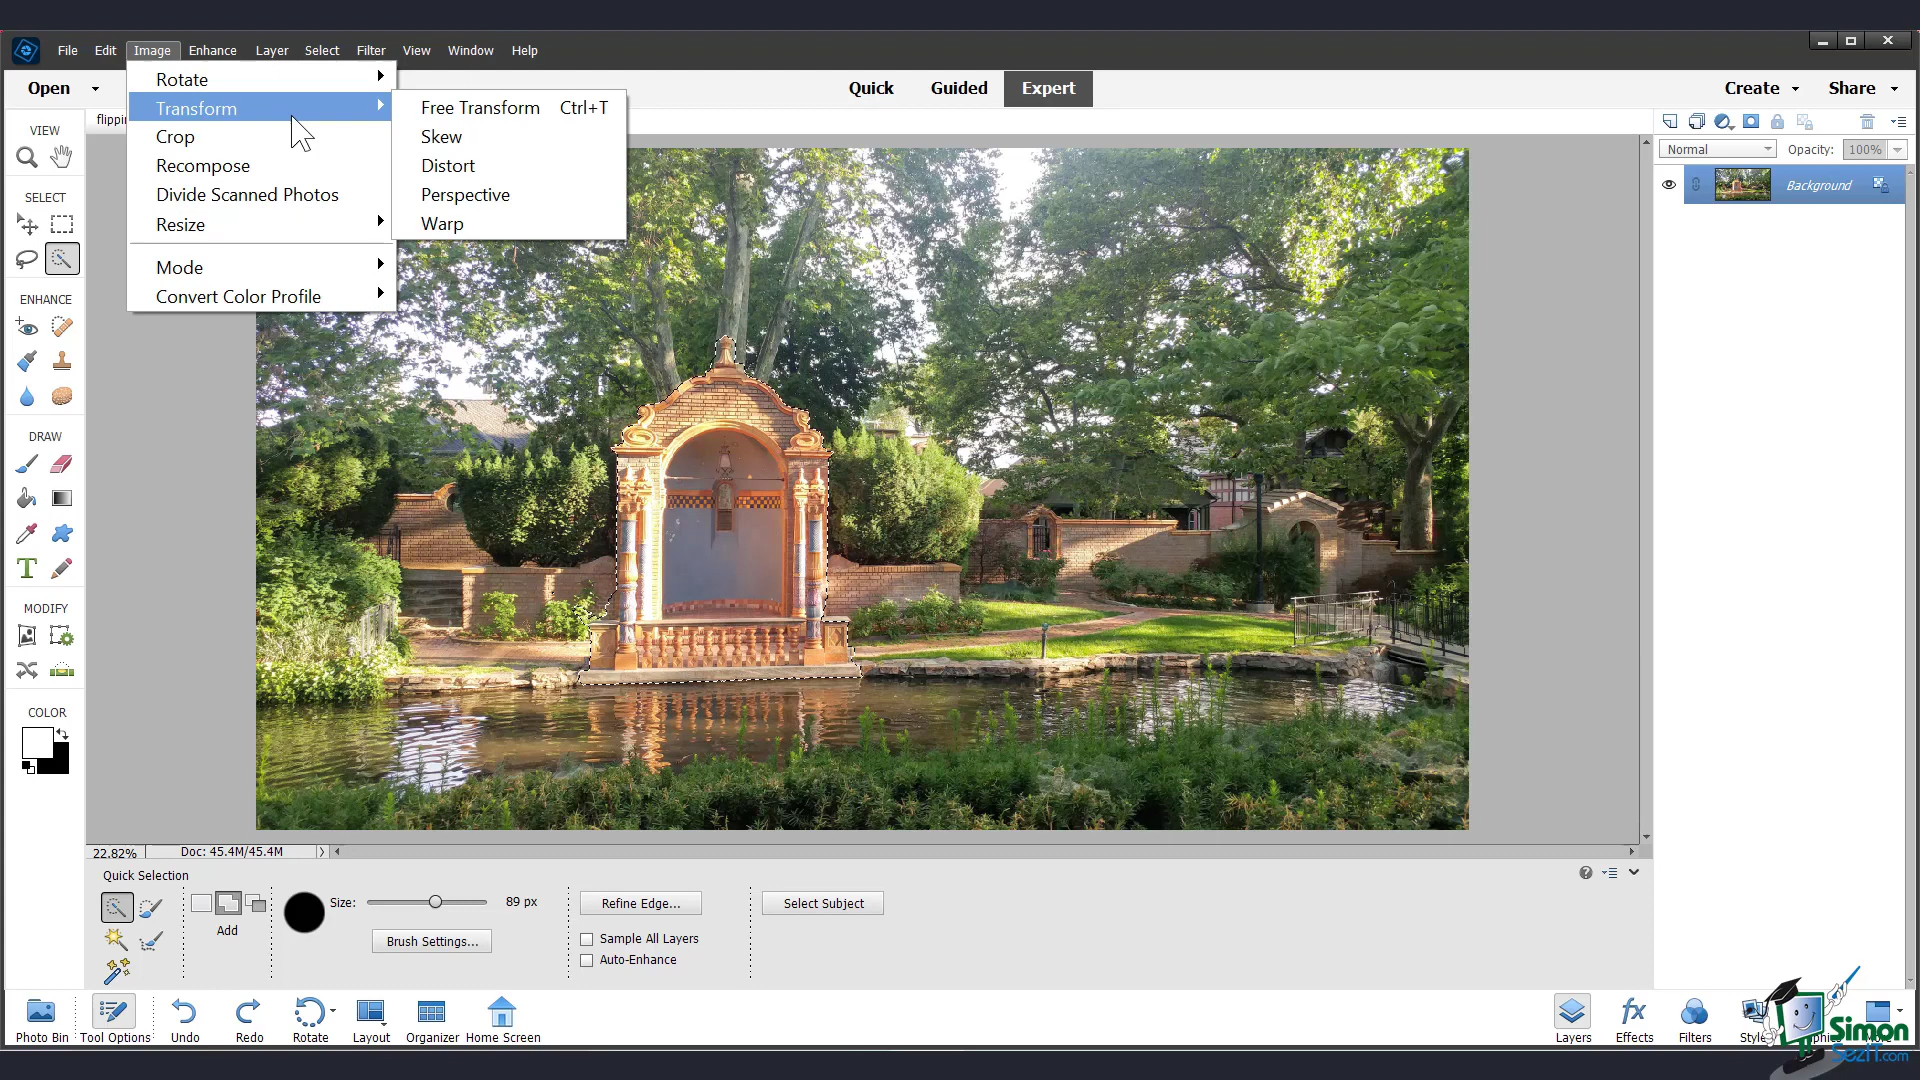 File Edit Image Enhance Layer Select Filter View Window Help
Open
Quick Guided Expert
Create Share
Rotate
Transform
Crop
Recompose
Divide Scanned Photos
Resize
Mode
Convert Color Profile
Free Transform Ctrl+T
Skew
Distort
Perspective
Warp
flippin
VIEW
SELECT
ENHANCE
DRAW
MODIFY
COLOR
Normal Opacity: 100%
Background
22.82% Doc: 45.4M/45.4M
Quick Selection
Add
Size: 89 px
Brush Settings...
Refine Edge...
Sample All Layers
Auto-Enhance
Select Subject
Photo Bin Tool Options Undo Redo Rotate Layout Organizer Home Screen
Layers Effects Filters
Simon
SezIT.com